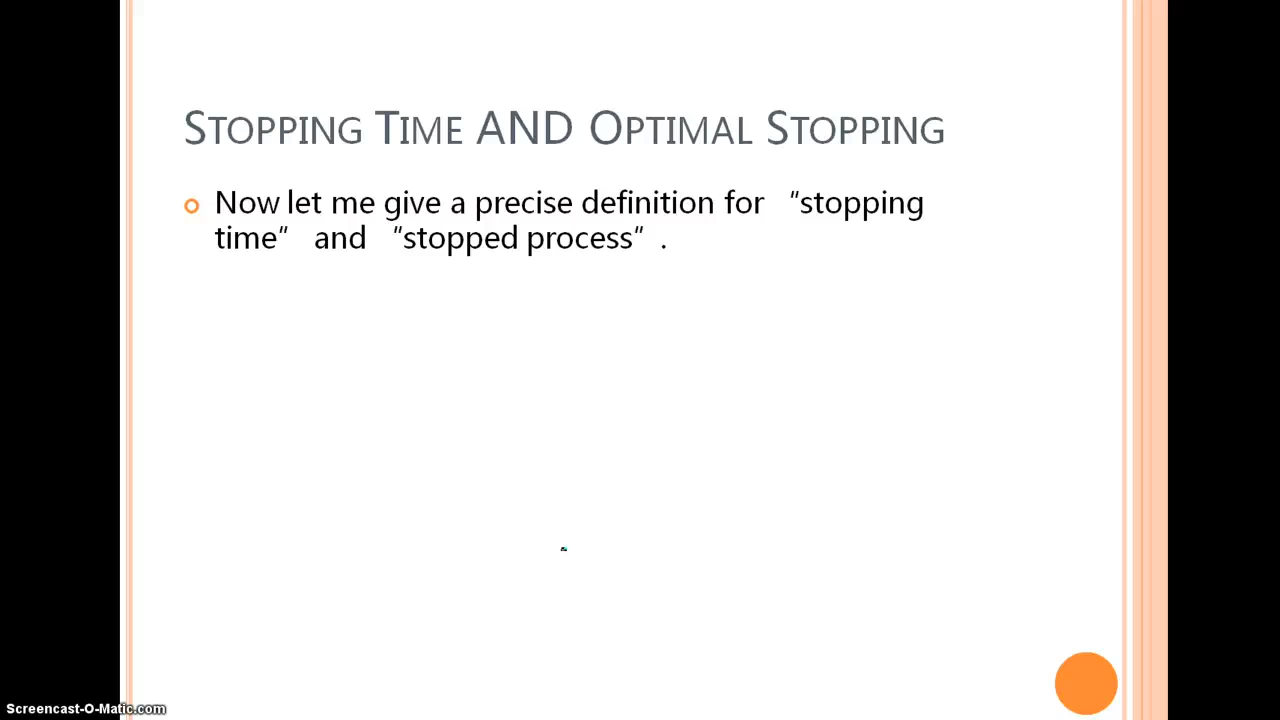 STOPPING TIME AND OPTIMAL STOPPING
Now let me give a precise definition for “stopping
time” and “stopped process”.
Screencast-O-Matic.com